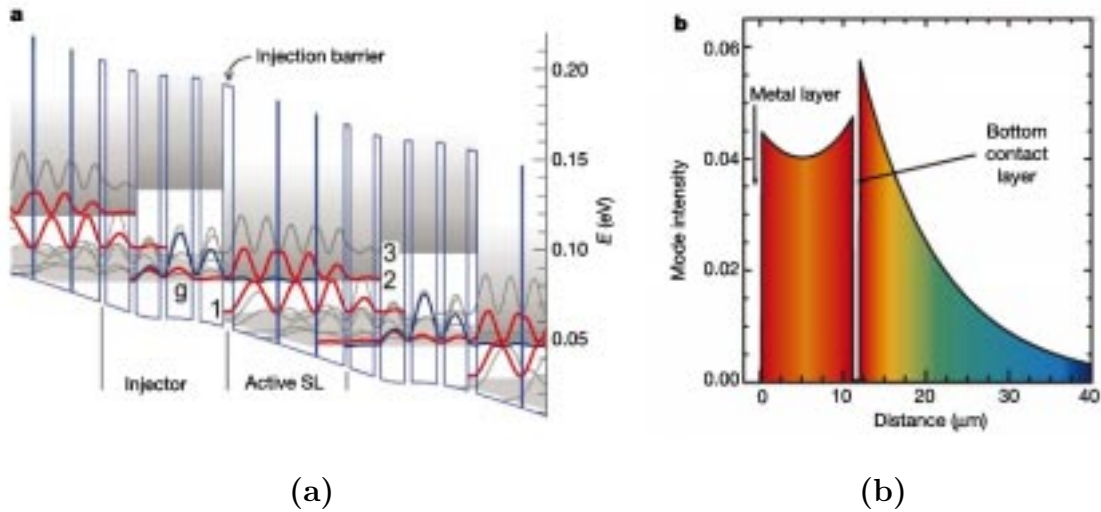 a
Injection barrier
0.20
0.15
0.10
0.05
E (eV)
3
2
g
1
Injector
Active SL
(a)
b
0.06
0.04
0.02
0.00
Mode intensity
Metal layer
Bottom
contact
layer
0
10
20
30
40
Distance (μm)
(b)